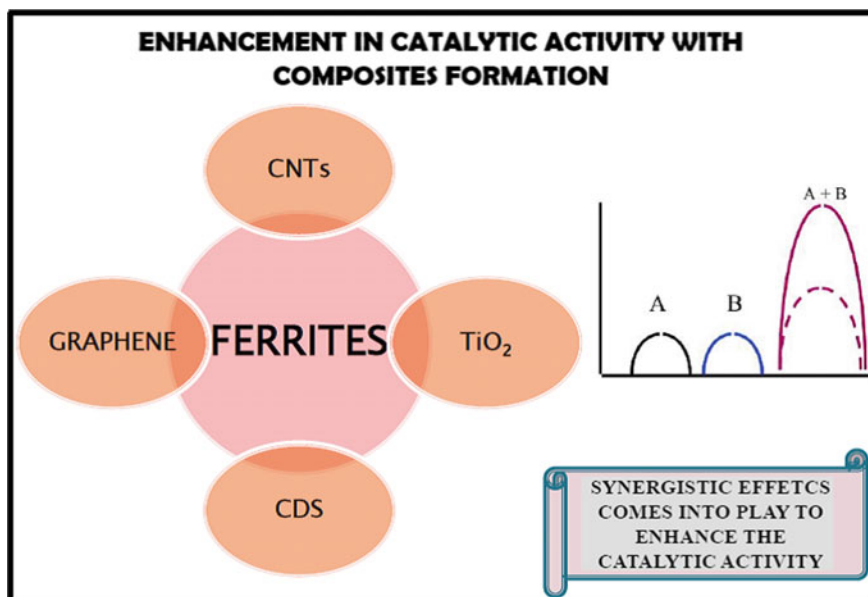 ENHANCEMENT IN CATALYTIC ACTIVITY WITH
COMPOSITES FORMATION
CNTs
GRAPHENE
FERRITES
TiO₂
CDS
A
B
A + B
SYNERGISTIC EFFETCS
COMES INTO PLAY TO
ENHANCE THE
CATALYTIC ACTIVITY